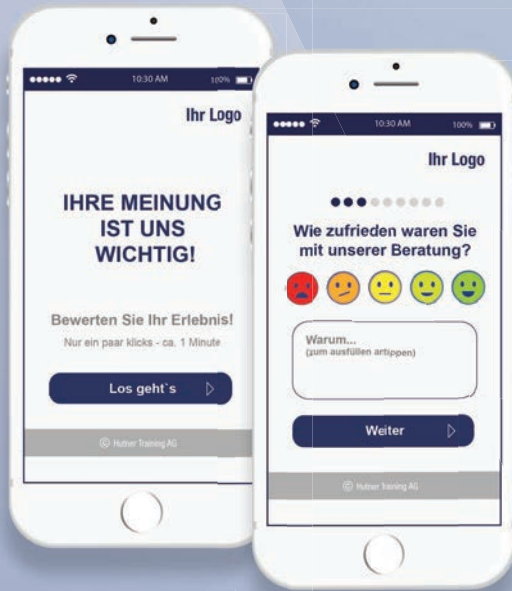 10:30 AM
100%
Ihr Logo
IHRE MEINUNG
IST UNS
WICHTIG!
Bewerten Sie Ihr Erlebnis!
Nur ein paar klicks - ca. 1 Minute
Los geht`s
© Hutner Training AG
10:30 AM
100%
Ihr Logo
Wie zufrieden waren Sie
mit unserer Beratung?
Warum...
(zum ausfüllen artippen)
Weiter
© Hutner Training AG